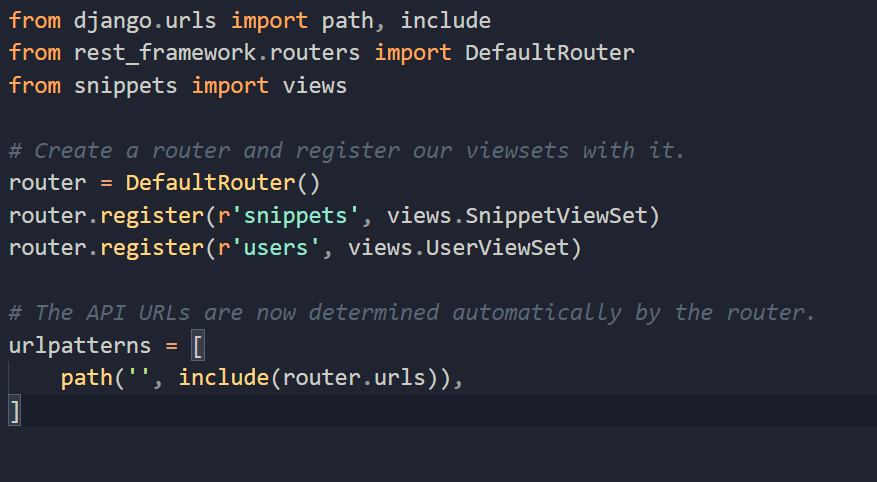 from django.urls import path, include
from rest_framework.routers import DefaultRouter
from snippets import views

# Create a router and register our viewsets with it.
router = DefaultRouter()
router.register(r'snippets', views.SnippetViewSet)
router.register(r'users', views.UserViewSet)

# The API URLs are now determined automatically by the router.
urlpatterns = [
    path('', include(router.urls)),
]